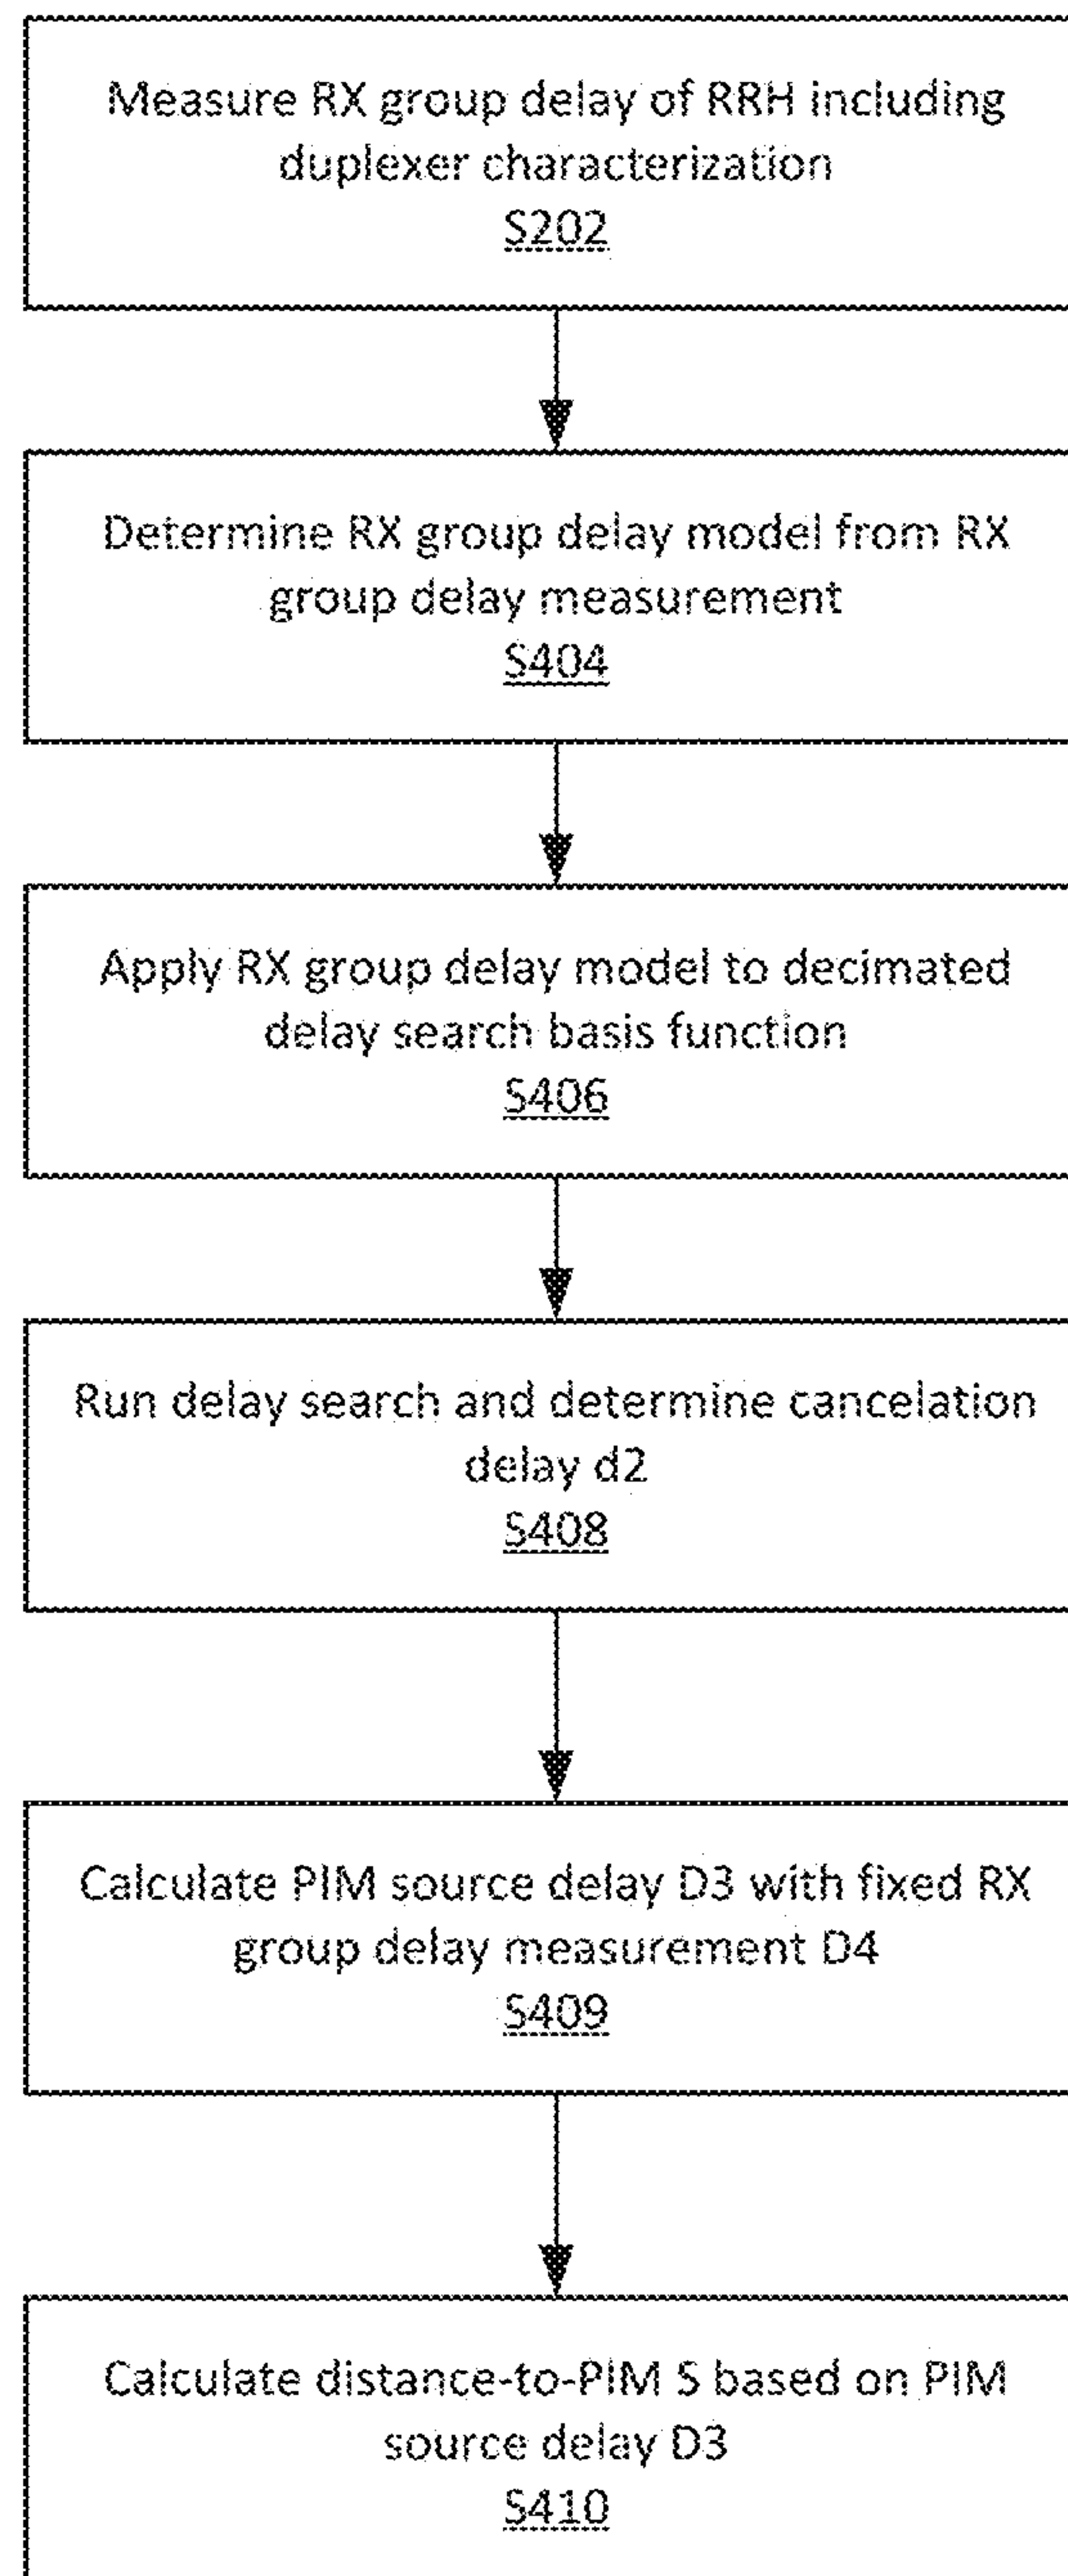 Measure RX group delay of RRH including
duplexer characterization
S202
Determine RX group delay model from RX
group delay measurement
S404
Apply RX group delay model to decimated
delay search basis function
S406
Run delay search and determine cancelation
delay d2
S408
Calculate PIM source delay D3 with fixed RX
group delay measurement D4
S409
Calculate distance-to-PIM S based on PIM
source delay D3
S410